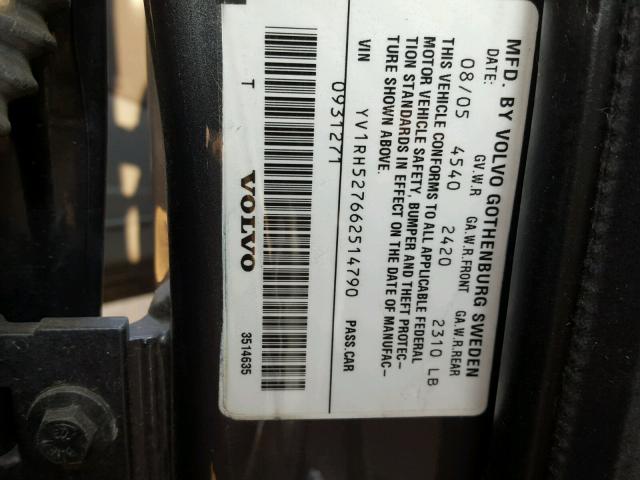 MFD. BY VOLVO GOTHENBURG SWEDEN
DATE: GV.W.R GA.W.R.FRONT GA.W.R.REAR
08/05 4540 2420 2310 LB
THIS VEHICLE CONFORMS TO ALL APPLICABLE FEDERAL
MOTOR VEHICLE SAFETY, BUMPER AND THEFT PROTEC-
TION STANDARDS IN EFFECT ON THE DATE OF MANUFAC-
TURE SHOWN ABOVE.
VIN YV1RH527662514790 PASS.CAR
0931271
T VOLVO 3514635